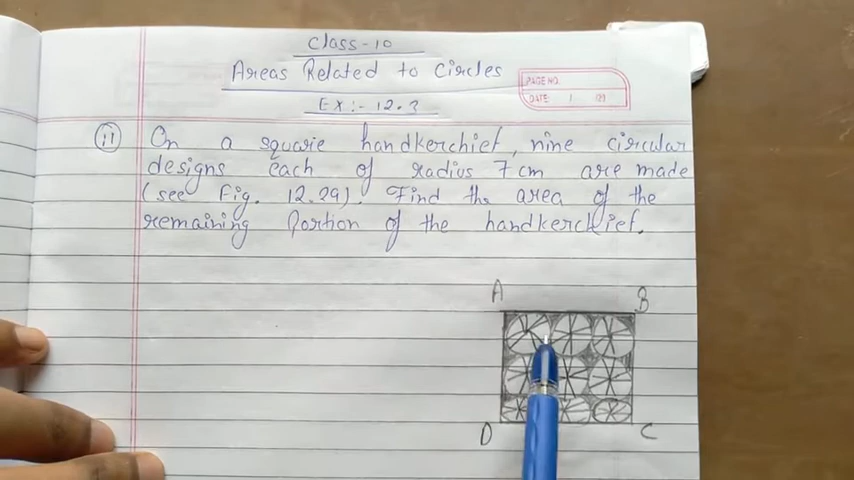 Class-10
Areas Related to Circles
Ex:- 12.3
PAGE NO.
DATE: / /
(11) On a square handkerchief, nine circular
designs each of radius 7 cm are made
(see Fig. 12.29). Find the area of the
remaining Portion of the handkerchief.
A B
D C